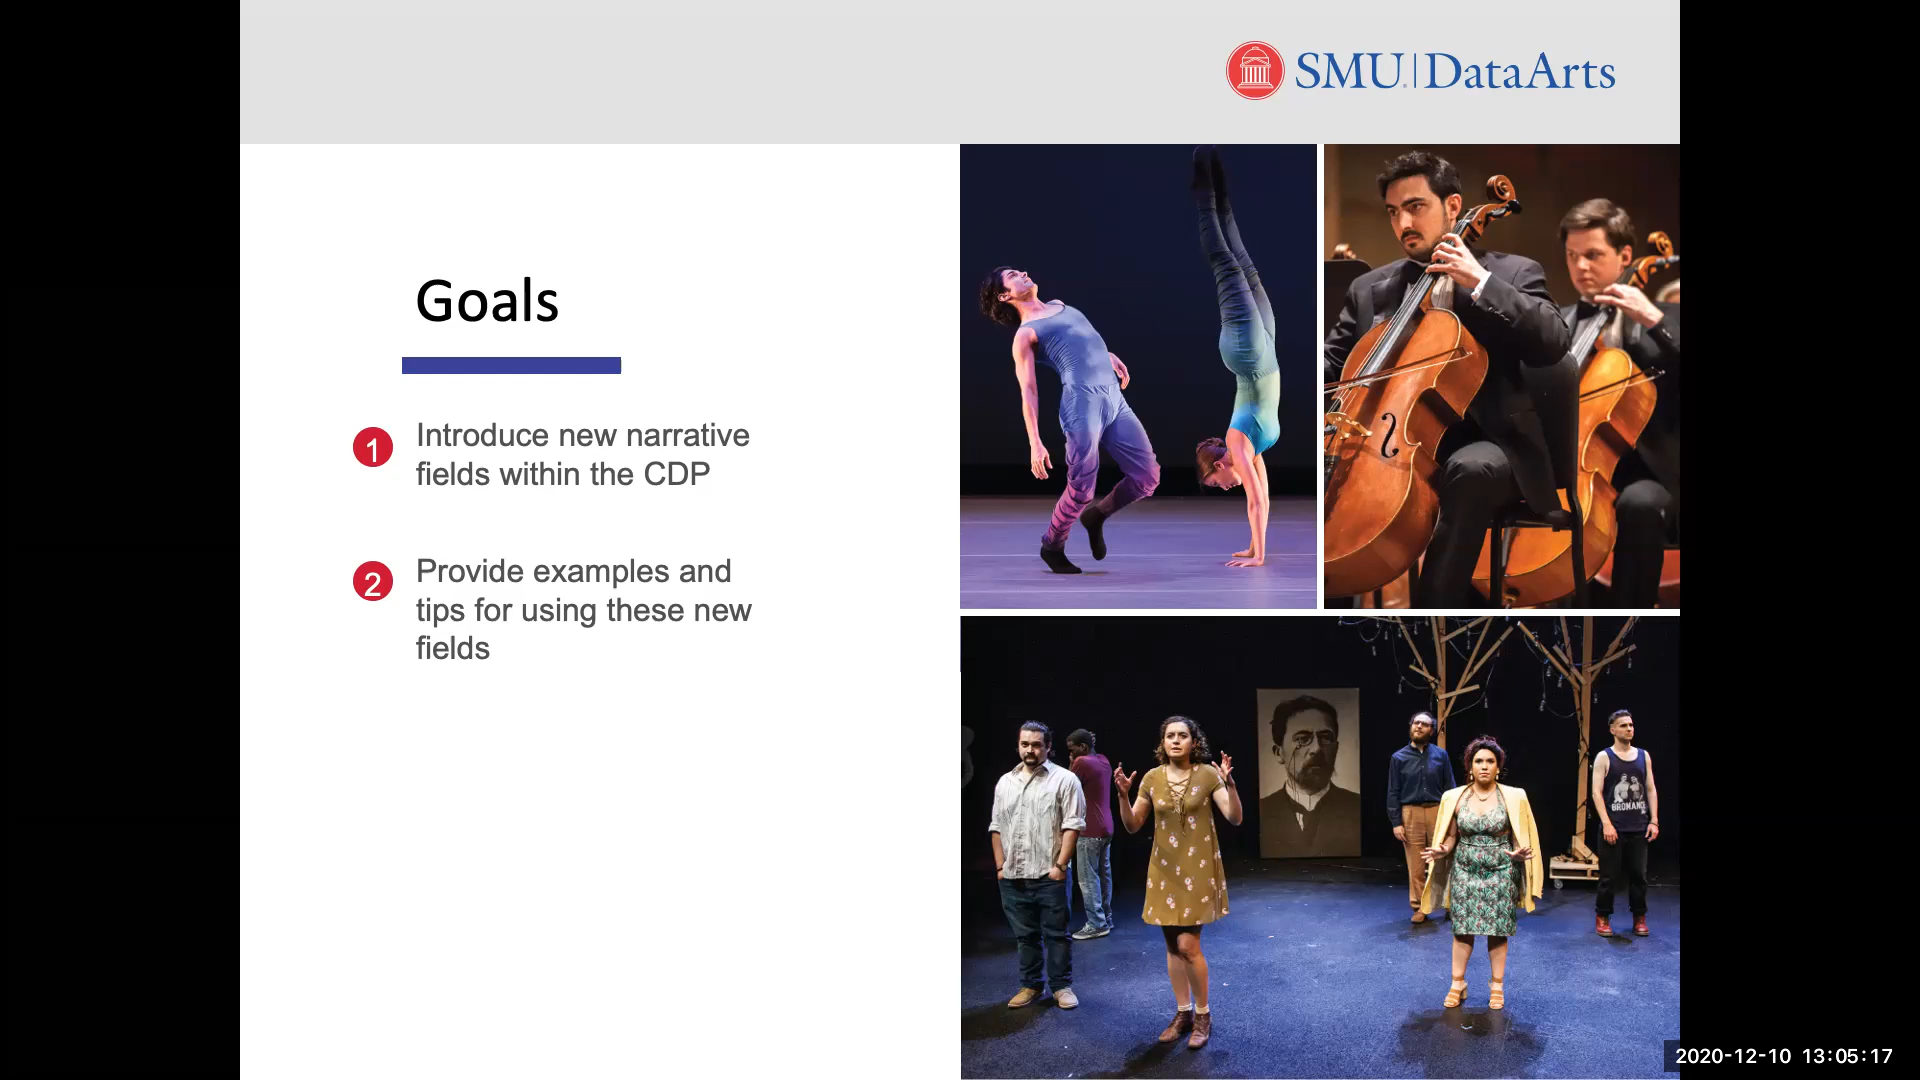 SMU. | DataArts
Goals
1 Introduce new narrative
fields within the CDP
2 Provide examples and
tips for using these new
fields
BROMANCE
2020-12-10 13:05:17